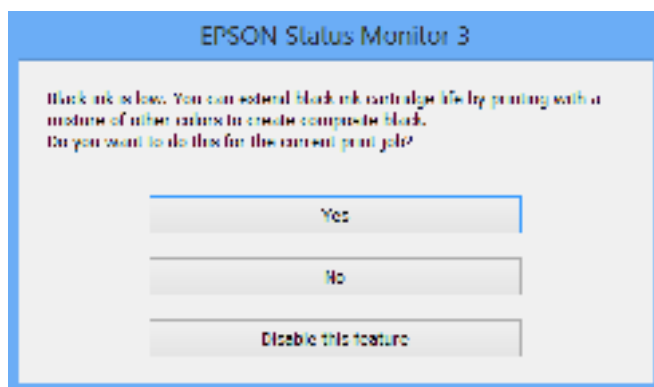 EPSON Status Monitor 3
Black ink is low. You can extend black ink cartridge life by printing with a
mixture of other colors to create composite black.
Do you want to do this for the current print job?
Yes
No
Disable this feature